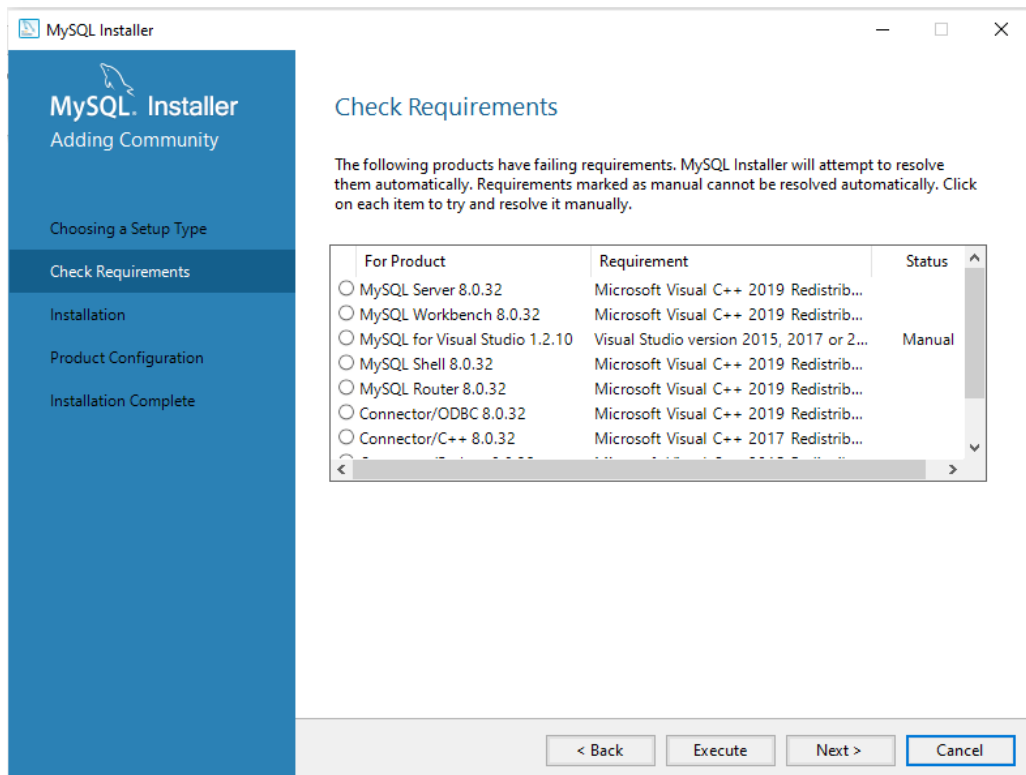 MySQL Installer
MySQL. Installer
Adding Community
Choosing a Setup Type
Check Requirements
Installation
Product Configuration
Installation Complete
Check Requirements
The following products have failing requirements. MySQL Installer will attempt to resolve
them automatically. Requirements marked as manual cannot be resolved automatically. Click
on each item to try and resolve it manually.
For Product Requirement Status
MySQL Server 8.0.32 Microsoft Visual C++ 2019 Redistrib...
MySQL Workbench 8.0.32 Microsoft Visual C++ 2019 Redistrib...
MySQL for Visual Studio 1.2.10 Visual Studio version 2015, 2017 or 2... Manual
MySQL Shell 8.0.32 Microsoft Visual C++ 2019 Redistrib...
MySQL Router 8.0.32 Microsoft Visual C++ 2019 Redistrib...
Connector/ODBC 8.0.32 Microsoft Visual C++ 2019 Redistrib...
Connector/C++ 8.0.32 Microsoft Visual C++ 2017 Redistrib...
< Back Execute Next > Cancel